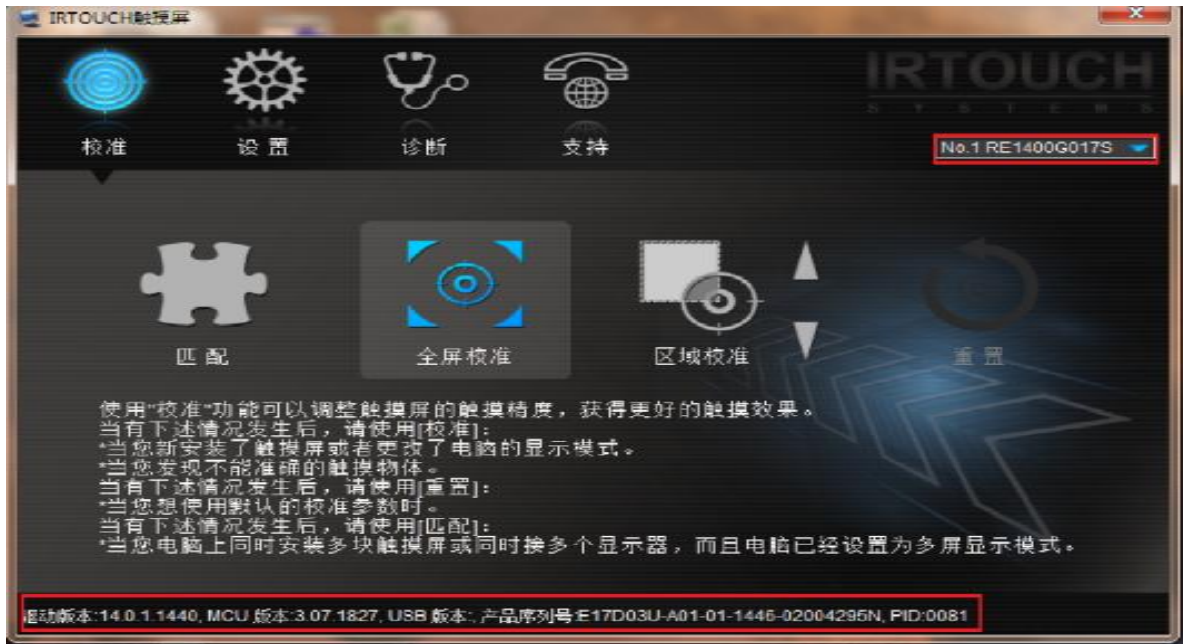 IRTOUCH触摸屏
IRTOUCH
SYSTEMS
校准 设置 诊断 支持
No.1 RE1400G017S
匹配 全屏校准 区域校准 重置
使用"校准"功能可以调整触摸屏的触摸精度，获得更好的触摸效果。
当有下述情况发生后，请使用[校准]：
*当您新安装了触摸屏或者更改了电脑的显示模式。
*当您发现不能准确的触摸物体。
当有下述情况发生后，请使用[重置]：
*当您想使用默认的校准参数时。
当有下述情况发生后，请使用[匹配]：
*当您电脑上同时安装多块触摸屏或同时接多个显示器，而且电脑已经设置为多屏显示模式。
驱动版本:14.0.1.1440, MCU 版本:3.07.1827, USB 版本:, 产品序列号:E17D03U-A01-01-1446-02004295N, PID:0081